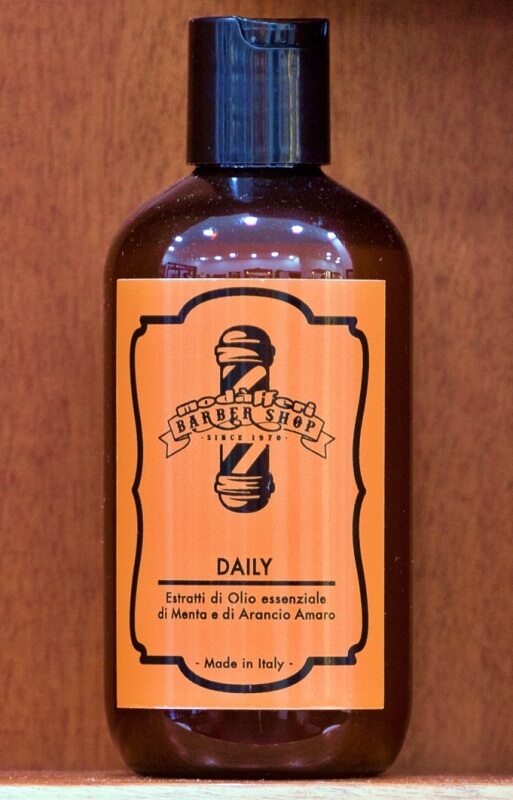 modàfferi
BARBER SHOP
· SINCE 1970 ·
DAILY
Estratti di Olio essenziale
di Menta e di Arancio Amaro
- Made in Italy -